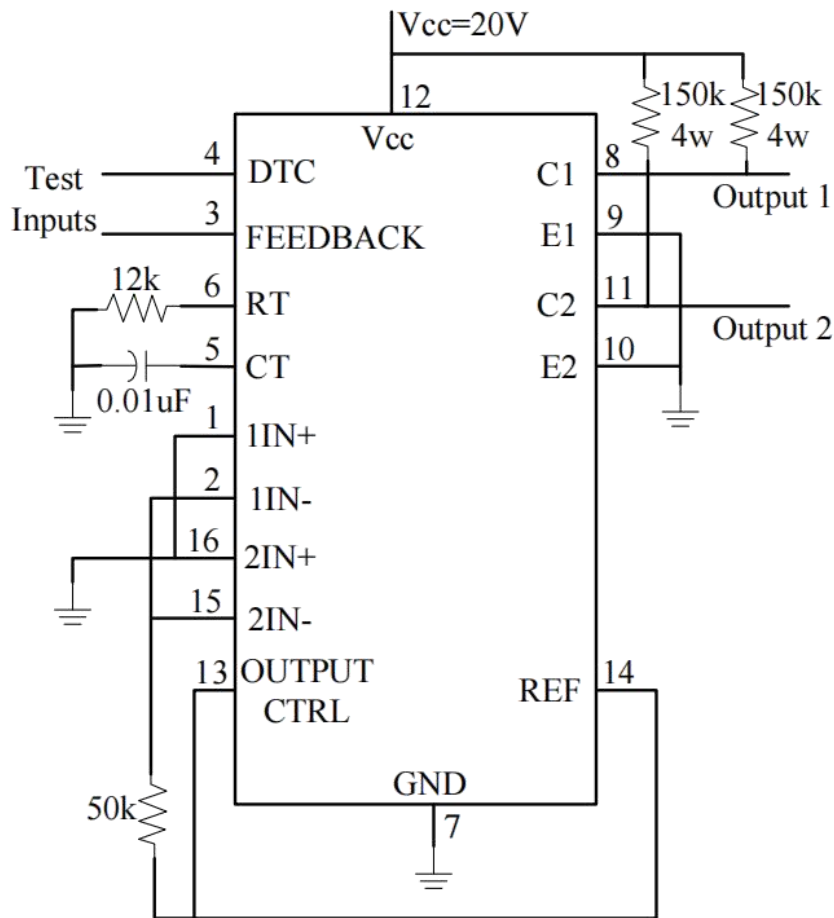 Vcc=20V
12
Vcc
150k
4w
150k
4w
Test
Inputs
4
DTC
3
FEEDBACK
C1
8
Output 1
E1
9
12k
6
RT
C2
11
Output 2
0.01uF
5
CT
E2
10
1
1IN+
2
1IN-
16
2IN+
15
2IN-
13
OUTPUT
CTRL
REF
14
50k
GND
7